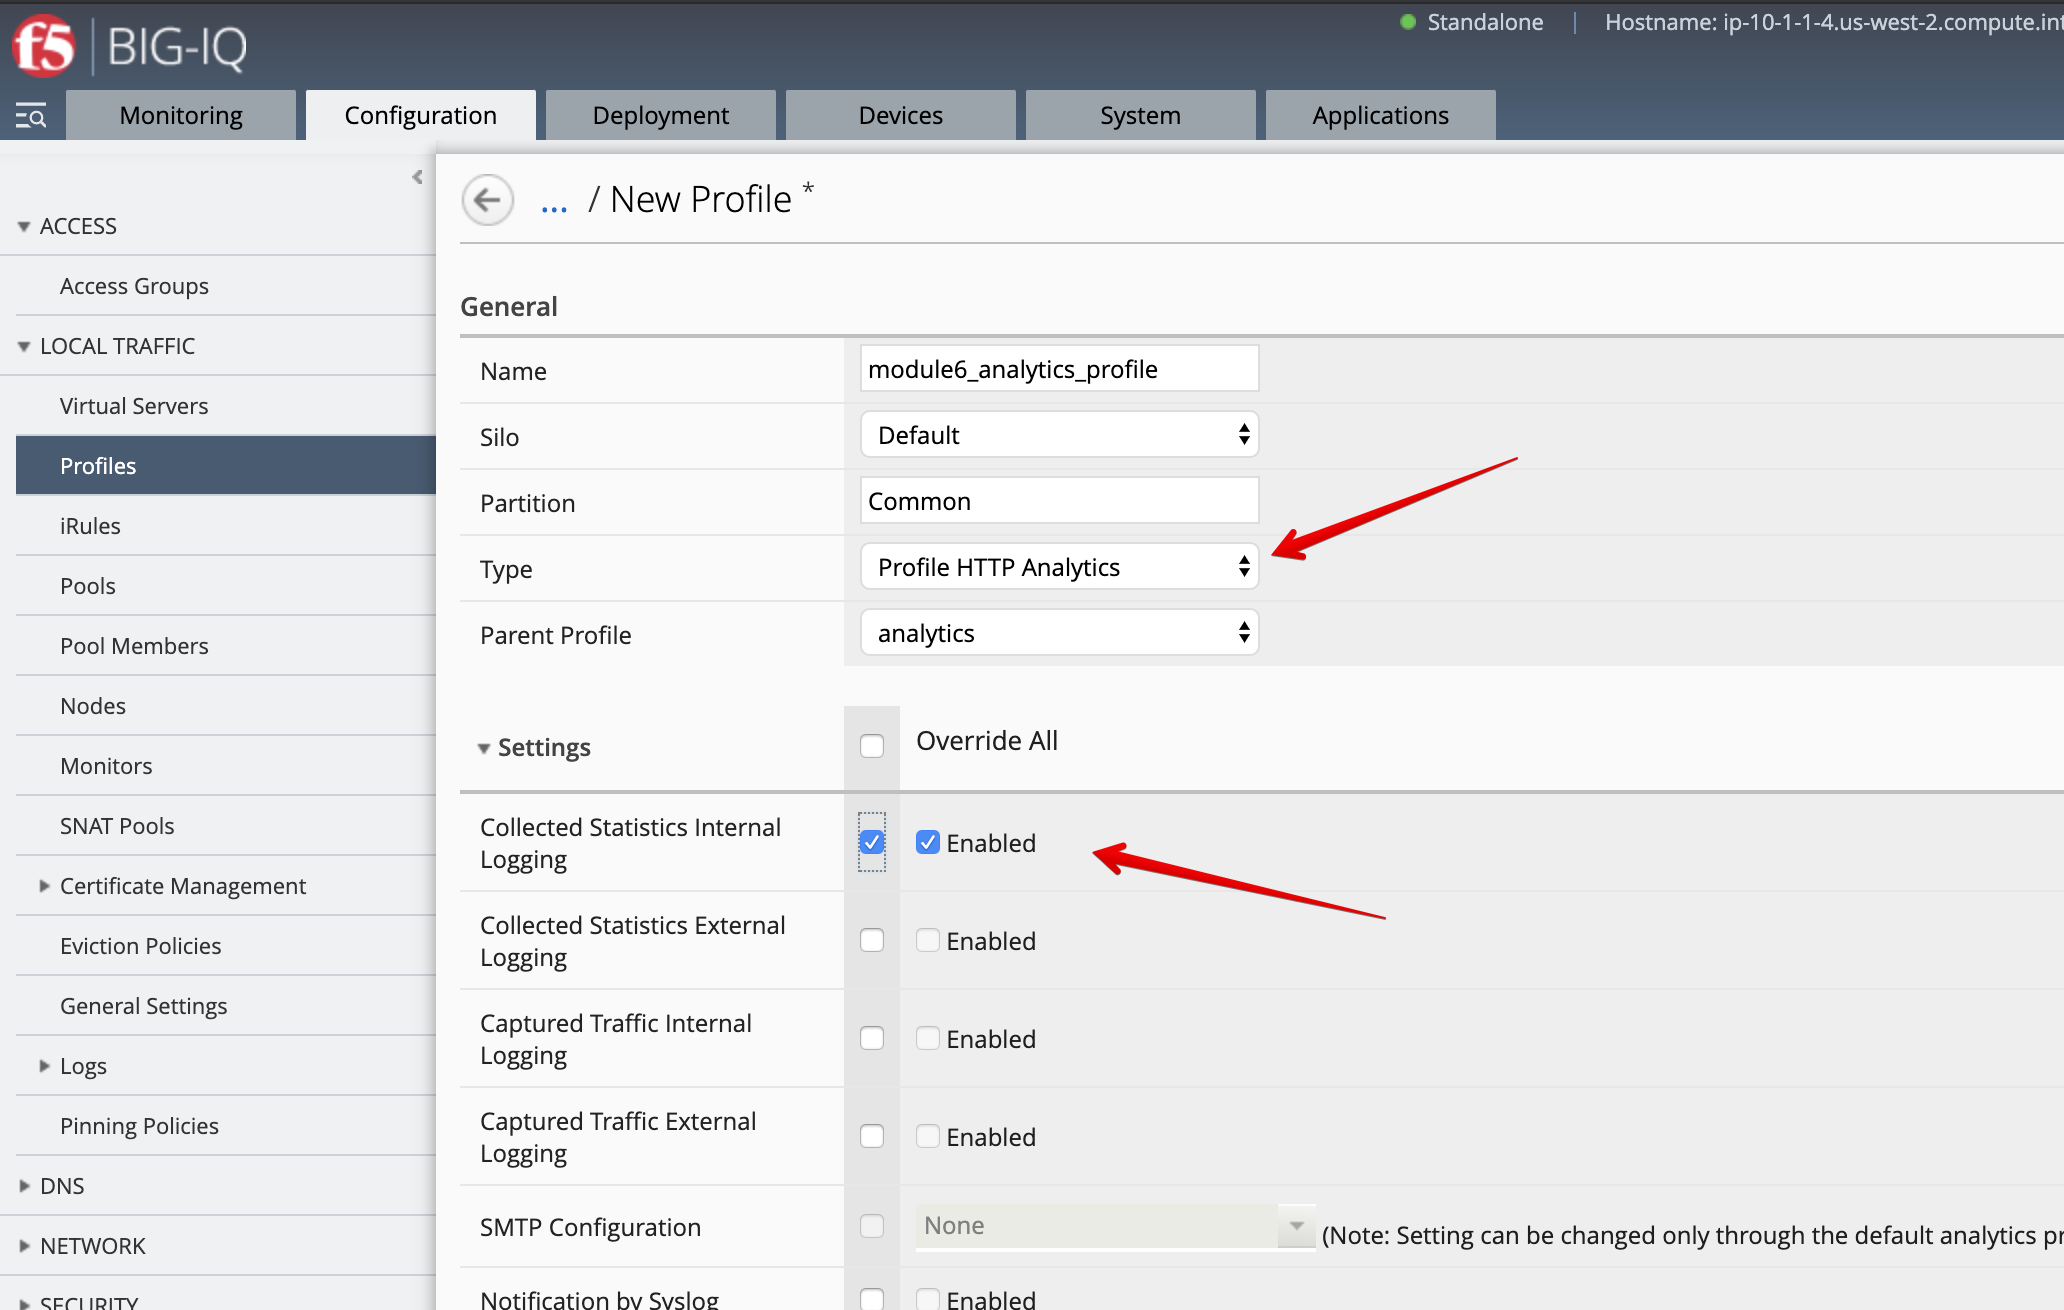 f5 BIG-IQ
Standalone
Hostname: ip-10-1-1-4.us-west-2.compute.int
Monitoring
Configuration
Deployment
Devices
System
Applications
ACCESS
Access Groups
LOCAL TRAFFIC
Virtual Servers
Profiles
iRules
Pools
Pool Members
Nodes
Monitors
SNAT Pools
Certificate Management
Eviction Policies
General Settings
Logs
Pinning Policies
DNS
NETWORK
SECURITY
... / New Profile *
General
Name module6_analytics_profile
Silo Default
Partition Common
Type Profile HTTP Analytics
Parent Profile analytics
Settings Override All
Collected Statistics Internal
Logging
Enabled
Collected Statistics External
Logging
Enabled
Captured Traffic Internal
Logging
Enabled
Captured Traffic External
Logging
Enabled
SMTP Configuration None (Note: Setting can be changed only through the default analytics pr
Notification by Syslog Enabled